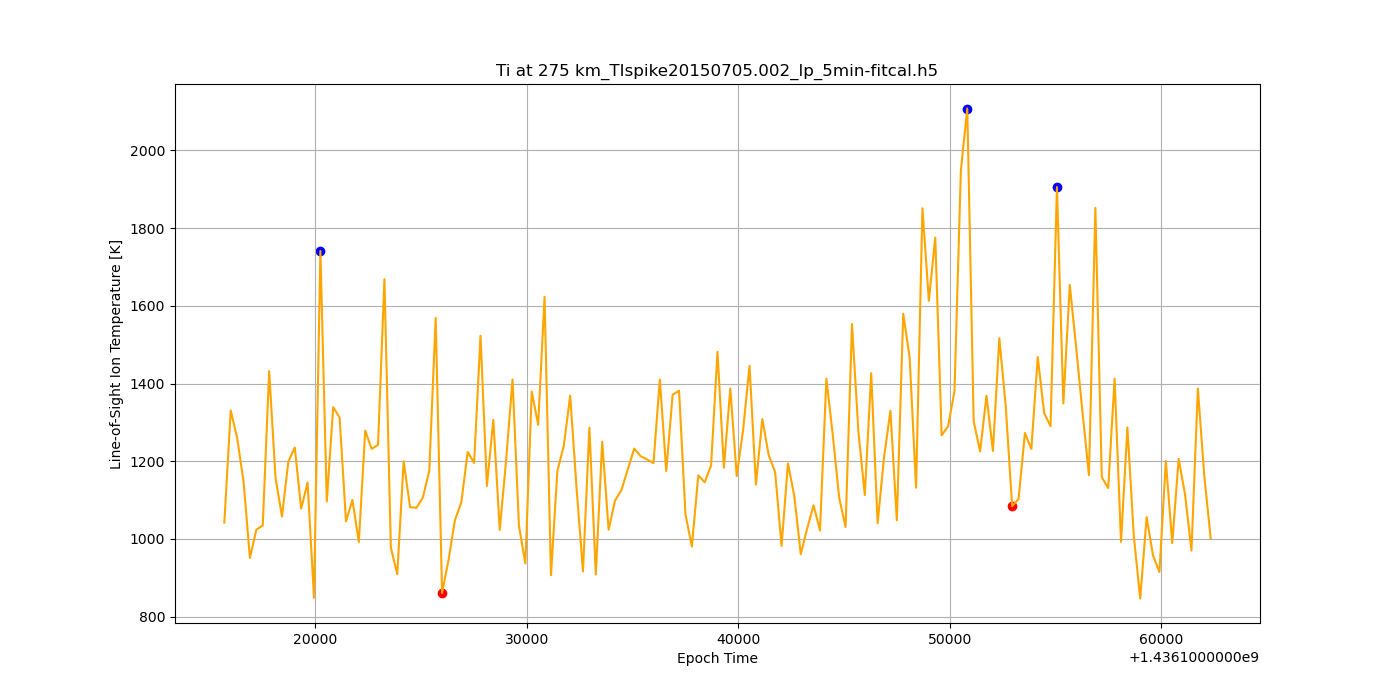 Ti at 275 km_TIspike20150705.002_lp_5min-fitcal.h5
Line-of-Sight Ion Temperature [K]
2000
1800
1600
1400
1200
1000
800
20000 30000 40000 50000 60000
Epoch Time
+1.4361000000e9